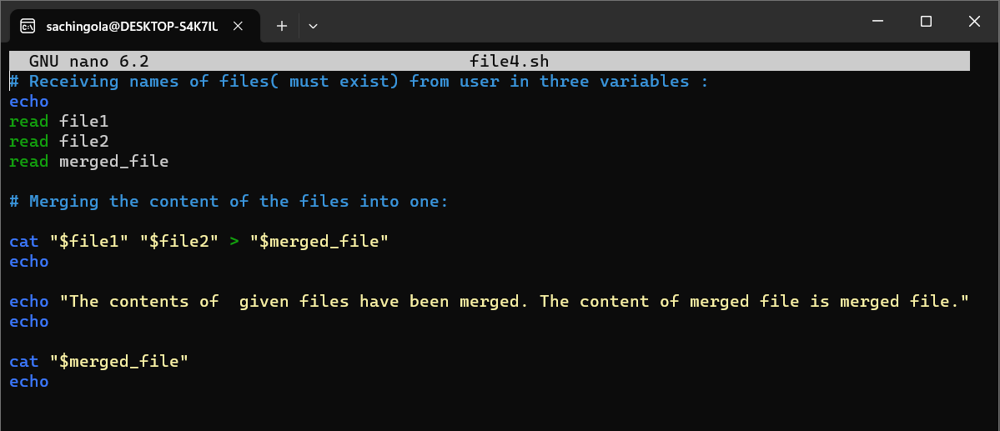 sachingola@DESKTOP-S4K7IU
GNU nano 6.2 file4.sh
# Receiving names of files( must exist) from user in three variables :
echo
read file1
read file2
read merged_file
# Merging the content of the files into one:
cat "$file1" "$file2" > "$merged_file"
echo
echo "The contents of  given files have been merged. The content of merged file is merged file."
echo
cat "$merged_file"
echo